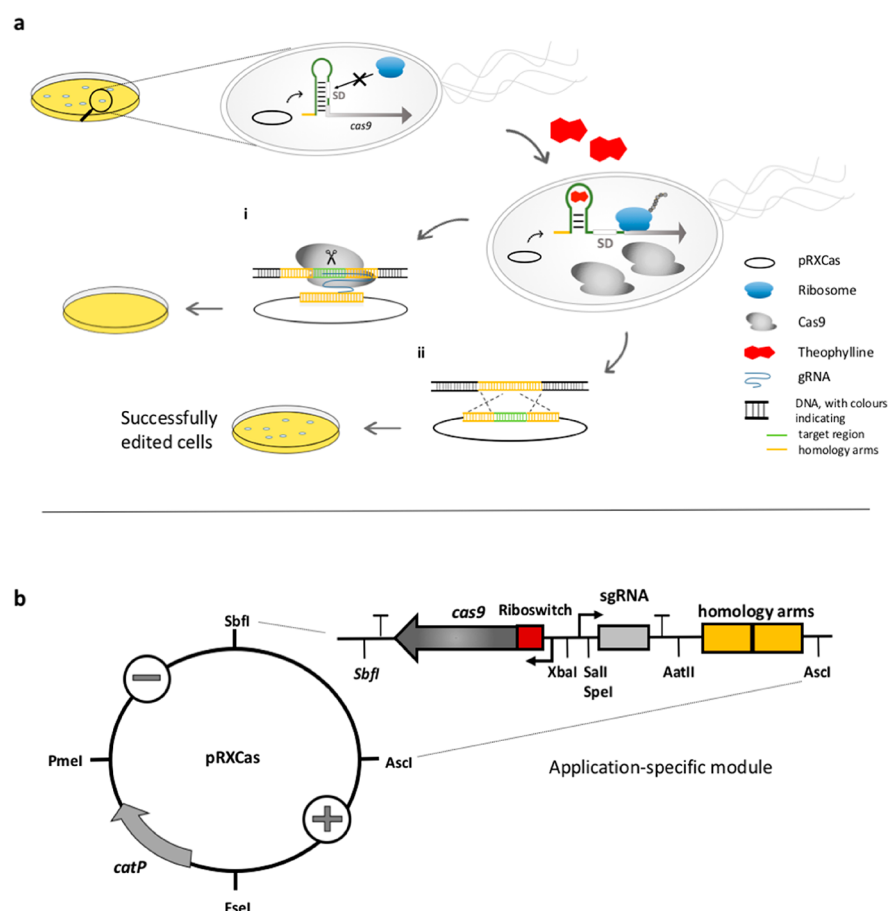 a
SD
cas9
i
SD
pRXCas
Ribosome
Cas9
Theophylline
gRNA
DNA, with colours
indicating
target region
homology arms
ii
Successfully
edited cells
b
SbfI
cas9
Riboswitch
sgRNA
homology arms
SbfI
XbaI
SalI
SpeI
AatII
AscI
PmeI
pRXCas
AscI
Application-specific module
catP
FseI